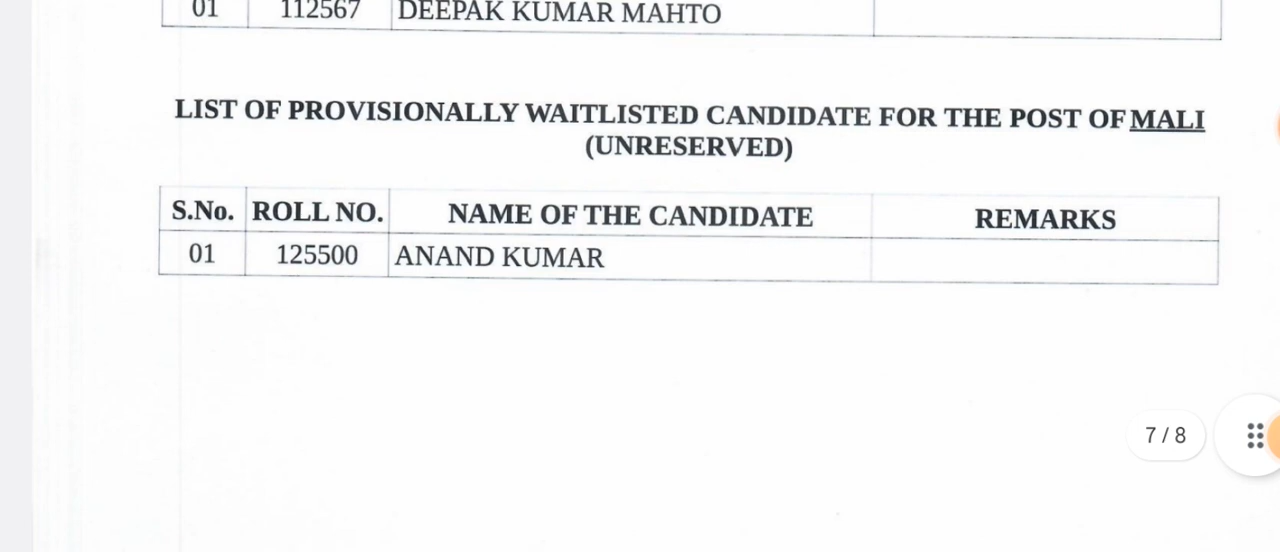 01 112567 DEEPAK KUMAR MAHTO
LIST OF PROVISIONALLY WAITLISTED CANDIDATE FOR THE POST OF MALI
(UNRESERVED)
S.No. ROLL NO. NAME OF THE CANDIDATE REMARKS
01 125500 ANAND KUMAR
7 / 8